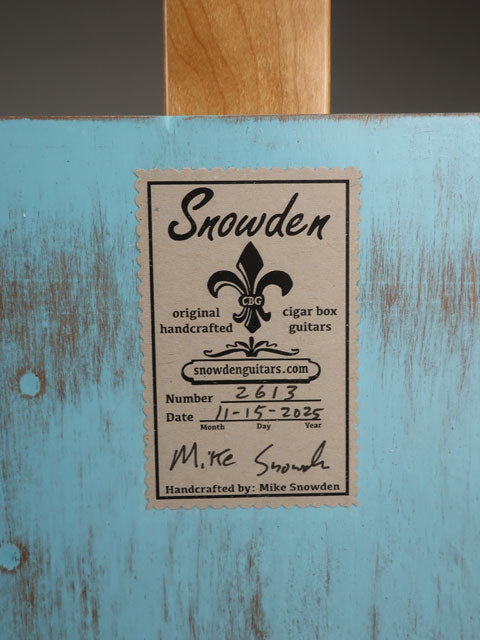 Snowden
CBG
original handcrafted
cigar box guitars
snowdenguitars.com
Number 2613
Date 11-15-2025
Month Day Year
Mike Snowden
Handcrafted by: Mike Snowden